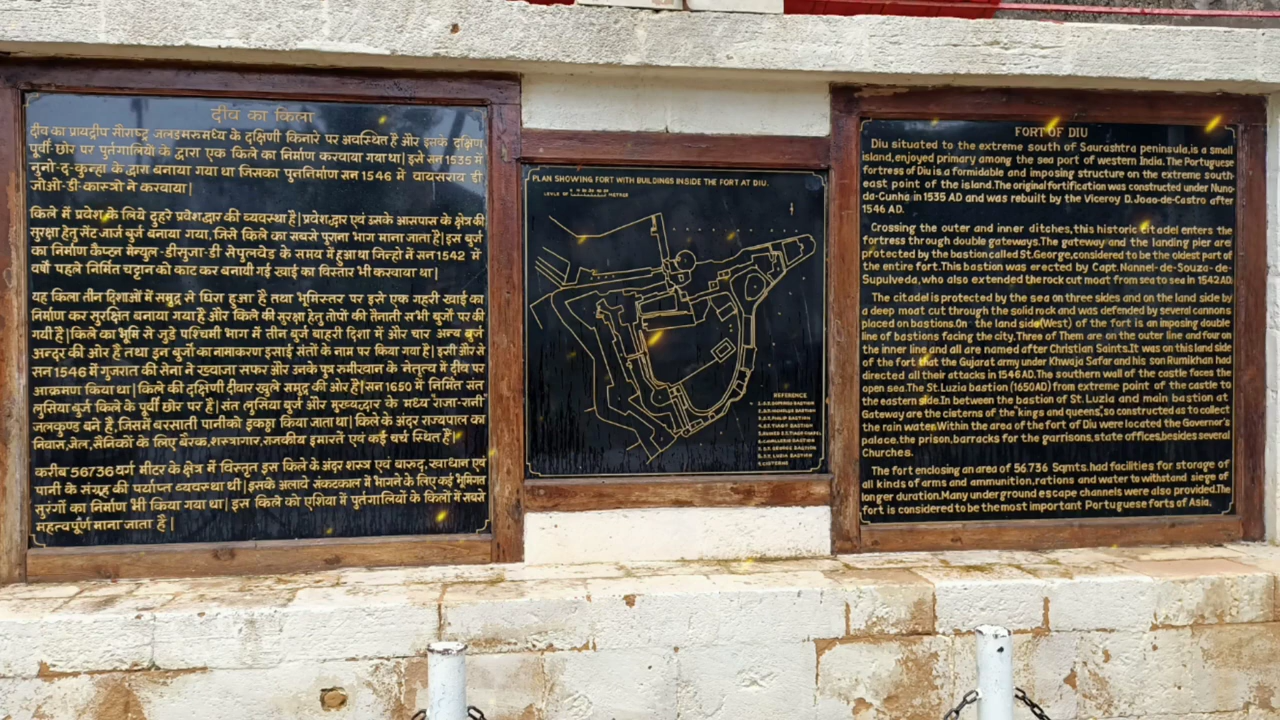 दीव का किला
दीव का प्रायद्वीप सौराष्ट्र जलडमरुमध्य के दक्षिणी किनारे पर अवस्थित है और इसके दक्षिण
पूर्वी छोर पर पुर्तगालियों के द्वारा एक किले का निर्माण करवाया गया था| इसे सन 1535 में
नुनो-द-कुन्हा के द्वारा बनाया गया था जिसका पुननिर्माण सन 1546 में वायसराय डी
जोओ-डी-कास्त्रो ने करवाया|
किले में प्रवेश के लिये दुहरे प्रवेशद्वार की व्यवस्था है| प्रवेशद्वार एवं इसके आसपास के क्षेत्र की
सुरक्षा हेतु सेंट जार्ज बुर्ज बनाया गया, जिसे किले का सबसे पुराना भाग माना जाता है| इस बुर्ज
का निर्माण कैप्टन मेन्युल-डीसुजा-डी सेपुलवेड के समय में हुआ था जिन्हो नें सन 1542 में
वर्षों पहले निर्मित चट्टान को काट कर बनायी गई खाई का विस्तार भी करवाया था|
यह किला तीन दिशाओं में समुद्र से घिरा हुआ है तथा भूमिस्तर पर इसे एक गहरी खाई का
निर्माण कर सुरक्षित बनाया गया है और किले की सुरक्षा हेतु तोपों की तैनाती सभी बुर्जों पर की
गयी है| किले का भूमि से जुडे पश्चिमी भाग में तीन बुर्ज बाहरी दिशा में और चार अन्य बुर्ज
अन्दर की ओर है तथा इन बुर्जों का नामाकरण इसाई संतों के नाम पर किया गया है| इसी ओर से
सन 1546 में गुजरात की सेना ने ख्वाजा सफर और उनके पुत्र रुमीखान के नेतृत्व में दीव पर
आक्रमण किया था| किले की दक्षिणी दीवार खुले समुद्र की ओर है| सन 1650 में निर्मित संत
लुसिया बुर्ज किले के पूर्वी छोर पर है| संत लुसिया बुर्ज और मुख्यद्वार के मध्य "राजा-रानी"
जलकुंड बने है, जिसमें बरसाती पानीको इकट्ठा किया जाता था| किले के अंदर राज्यपाल का
निवास,जेल,सैनिकों के लिए बैरक,शस्त्रागार,राजकीय इमारतें एवं कई चर्च स्थित है|
करीब 56736 वर्ग मीटर के क्षेत्र में विस्तृत इस किले के अंदर शस्त्र एवं बारुद, खाधान एवं
पानी के संग्रह की पर्याप्त व्यवस्था थी| इसके अलावे संकटकाल में भागने के लिए कई भूमिगत
सुरंगों का निर्माण भी किया गया था| इस किले को एशिया में पुर्तगालियों के किलों में सबसे
महत्वपूर्ण माना जाता है|
PLAN SHOWING FORT WITH BUILDINGS INSIDE THE FORT AT DIU.
REFERENCE
3.S.T. PHILIP BASTION
4.S.T. TIAGO BASTION
6.CAVALLERIO BASTION
7.S.T. GEORGE BASTION
8.S.T. LUZIA BASTION
9.CISTERNS
FORT OF DIU
Diu situated to the extreme south of Saurashtra peninsula,is a small
island,enjoyed primary among the sea port of western India.The Portuguese
fortress of Diu is a formidable and imposing structure on the extreme south-
east point of the island.The original fortification was constructed under Nuno-
da-Cunha in 1535 AD and was rebuilt by the Viceroy D.Joao-de-Castro after
1546 AD.
Crossing the outer and inner ditches,this historic citadel enters the
fortress through double gateways.The gateway and the landing pier are
protected by the bastion called St.George,considered to be the oldest part of
the entire fort.This bastion was erected by Capt.Nannel-de-Souza-de-
Supulveda,who also extended the rock cut moat from sea to sea in 1542 AD.
The citadel is protected by the sea on three sides and on the land side by
a deep moat cut through the solid rock and was defended by several cannons
placed on bastions.On the land side(West) of the fort is an imposing double
line of bastions facing the city.Three of Them are on the outer line and four on
the inner line and all are named after Christian Saints.It was on this land side
of the fort that the Gujarat army under Khwaja Safar and his son Rumikhan had
directed all their attacks in 1546 AD.The southern wall of the castle faces the
open sea.The St.Luzia bastion (1650AD) from extreme point of the castle to
the eastern side.In between the bastion of St.Luzia and main bastion at
Gateway are the cisterns of the"kings and queens",so constructed as to collect
the rain water.Within the area of the fort of Diu were located the Governor's
palace,the prison,barracks for the garrisons,state offices,besides several
Churches.
The fort enclosing an area of 56736 Sqmts.had facilities for storage of
all kinds of arms and ammunition,rations and water to withstand siege of
longer duration.Many underground escape channels were also provided.The
fort is considered to be the most important Portuguese forts of Asia.